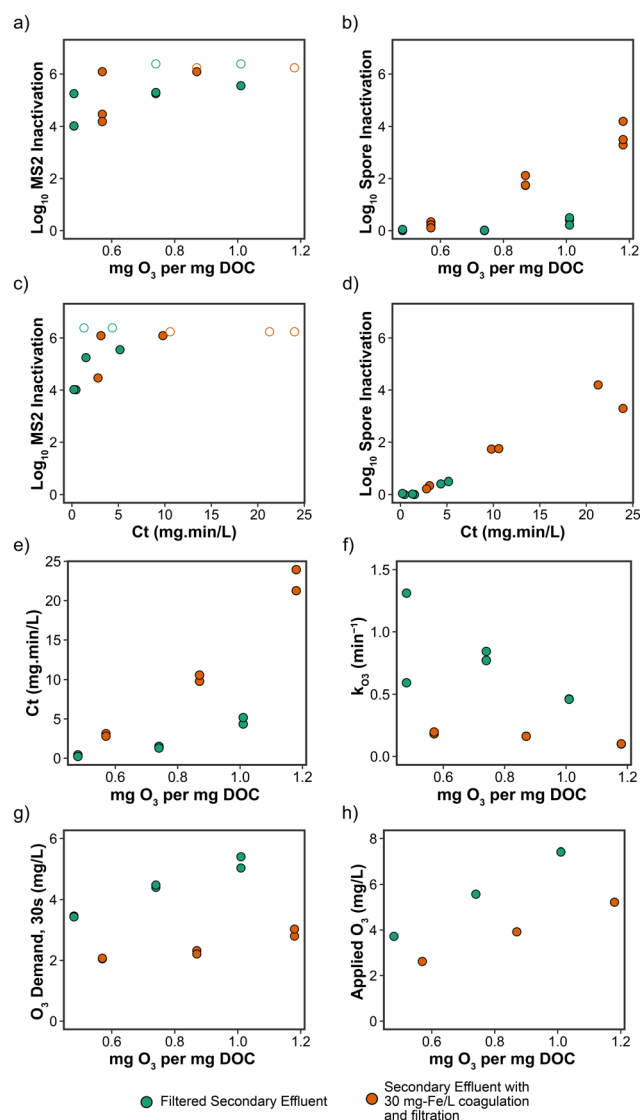 a)
b)
Log10 MS2 Inactivation
6
4
2
0
0.6 0.8 1.0 1.2
mg O3 per mg DOC
Log10 Spore Inactivation
6
4
2
0
0.6 0.8 1.0 1.2
mg O3 per mg DOC
c)
d)
Log10 MS2 Inactivation
6
4
2
0
0 5 10 15 20 25
Ct (mg.min/L)
Log10 Spore Inactivation
6
4
2
0
0 5 10 15 20 25
Ct (mg.min/L)
e)
f)
Ct (mg.min/L)
25
20
15
10
5
0
0.6 0.8 1.0 1.2
mg O3 per mg DOC
kO3 (min−1)
1.5
1.0
0.5
0.0
0.6 0.8 1.0 1.2
mg O3 per mg DOC
g)
h)
O3 Demand, 30s (mg/L)
6
4
2
0
0.6 0.8 1.0 1.2
mg O3 per mg DOC
Applied O3 (mg/L)
8
6
4
2
0
0.6 0.8 1.0 1.2
mg O3 per mg DOC
Filtered Secondary Effluent
Secondary Effluent with
30 mg-Fe/L coagulation
and filtration